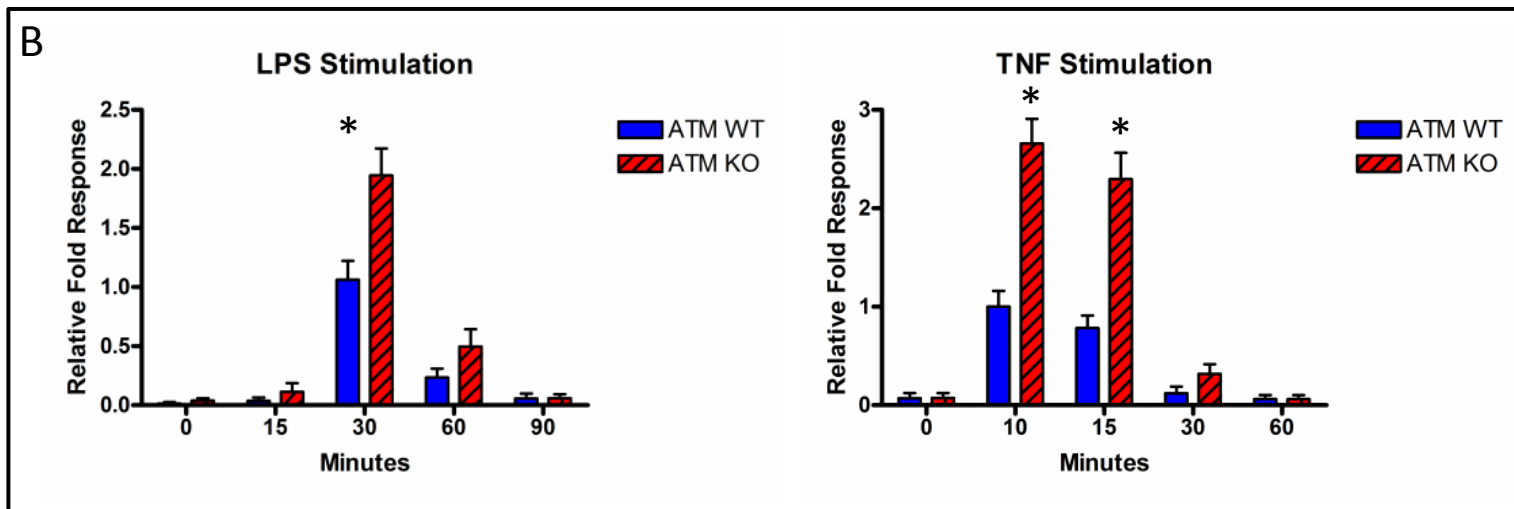 B
LPS Stimulation
Relative Fold Response
2.5
2.0
1.5
1.0
0.5
0.0
*
0 15 30 60 90
Minutes
ATM WT
ATM KO
TNF Stimulation
Relative Fold Response
3
2
1
0
* *
0 10 15 30 60
Minutes
ATM WT
ATM KO